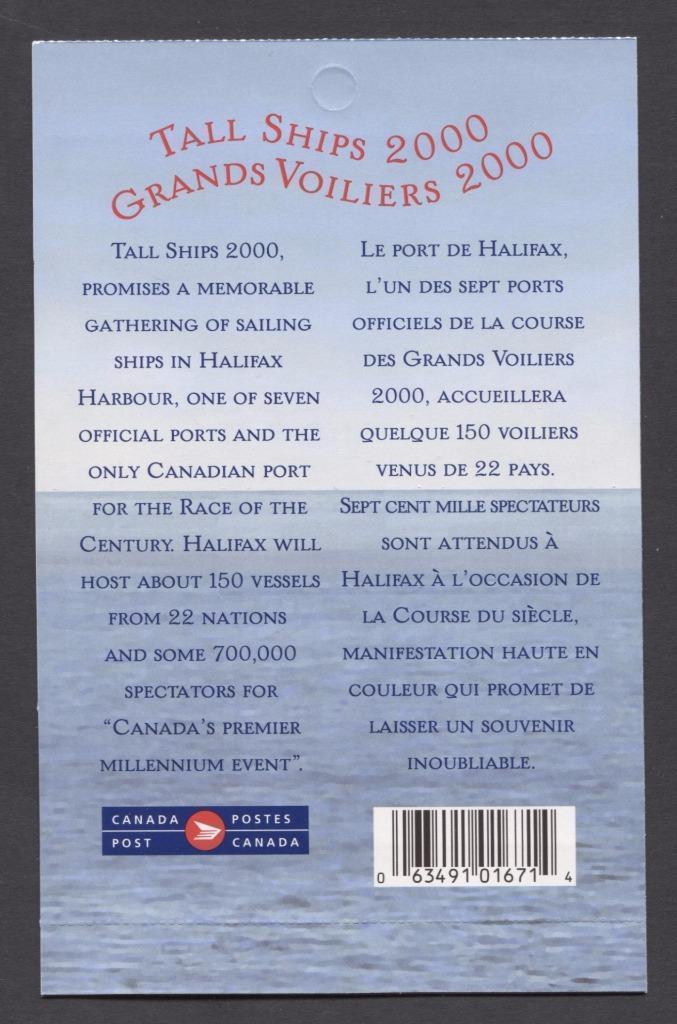 TALL SHIPS 2000
GRANDS VOILIERS 2000
TALL SHIPS 2000,
PROMISES A MEMORABLE
GATHERING OF SAILING
SHIPS IN HALIFAX
HARBOUR, ONE OF SEVEN
OFFICIAL PORTS AND THE
ONLY CANADIAN PORT
FOR THE RACE OF THE
CENTURY. HALIFAX WILL
HOST ABOUT 150 VESSELS
FROM 22 NATIONS
AND SOME 700,000
SPECTATORS FOR
“CANADA’S PREMIER
MILLENNIUM EVENT”.
LE PORT DE HALIFAX,
L’UN DES SEPT PORTS
OFFICIELS DE LA COURSE
DES GRANDS VOILIERS
2000, ACCUEILLERA
QUELQUE 150 VOILIERS
VENUS DE 22 PAYS.
SEPT CENT MILLE SPECTATEURS
SONT ATTENDUS À
HALIFAX À L’OCCASION DE
LA COURSE DU SIÈCLE,
MANIFESTATION HAUTE EN
COULEUR QUI PROMET DE
LAISSER UN SOUVENIR
INOUBLIABLE.
CANADA POSTES
POST CANADA
0 63491 01671 4